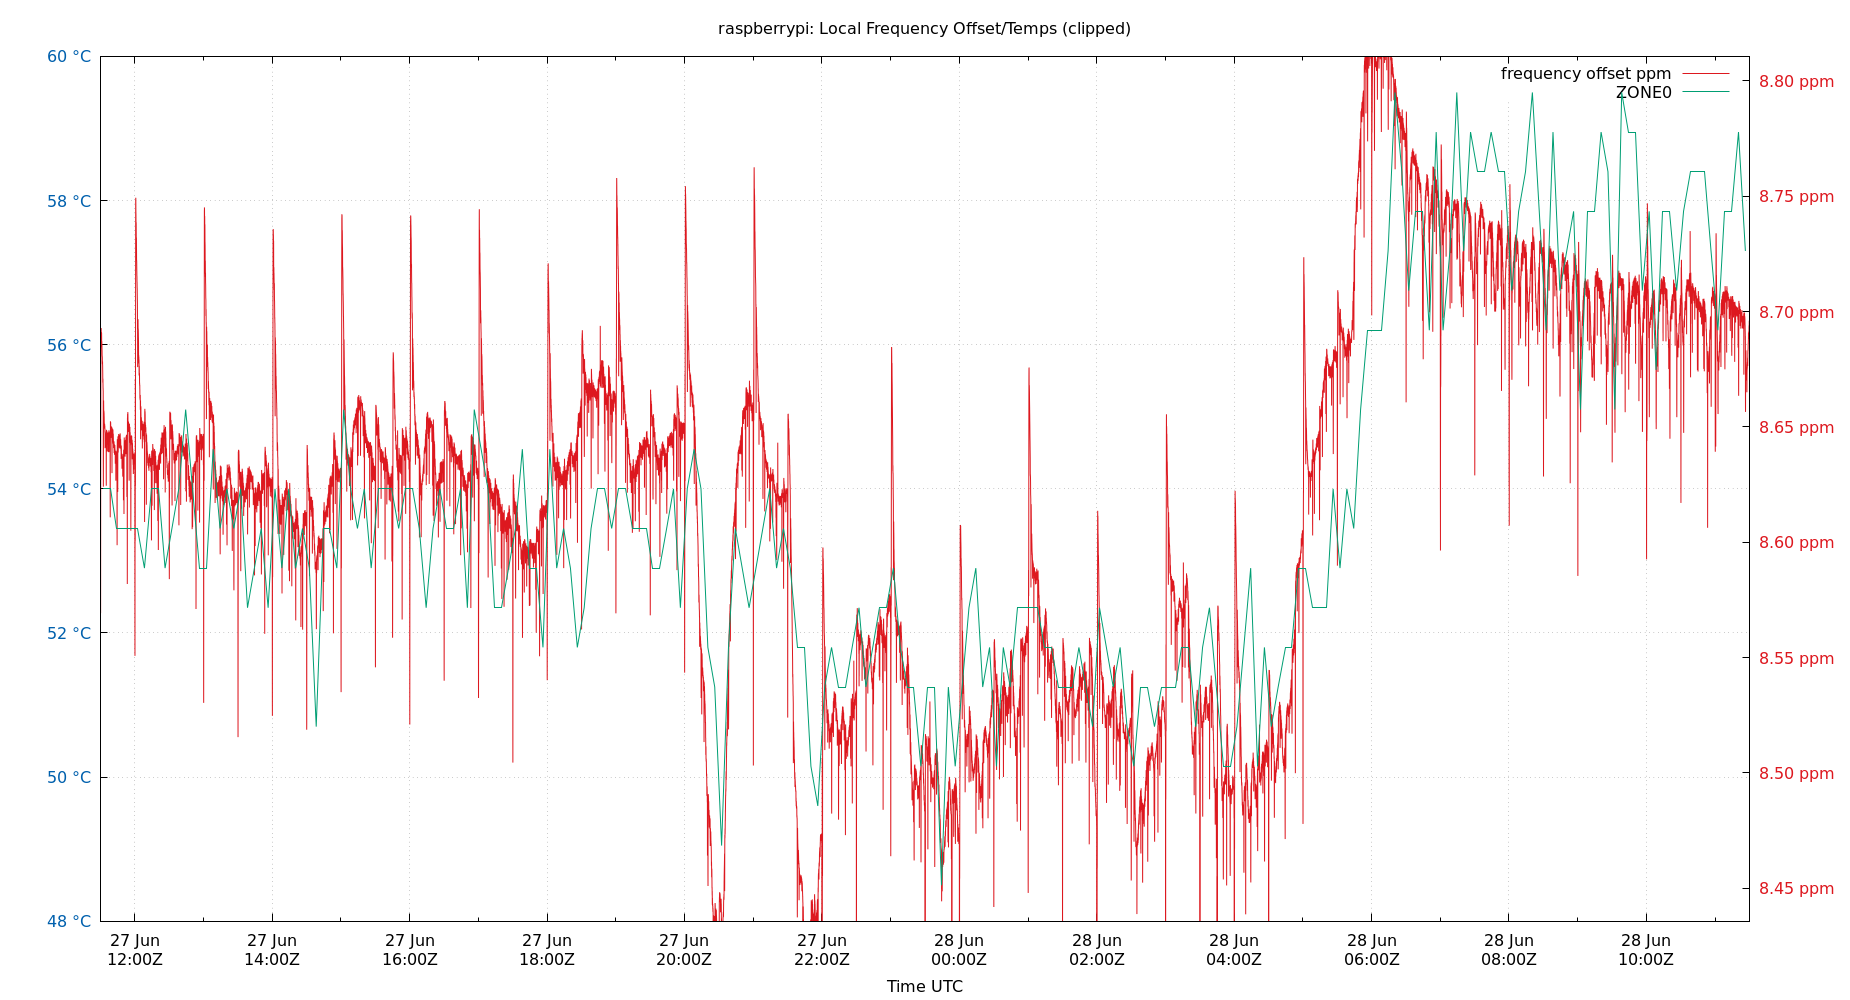 raspberrypi: Local Frequency Offset/Temps (clipped)
60 °C
58 °C
56 °C
54 °C
52 °C
50 °C
48 °C
frequency offset ppm
ZONE0
8.80 ppm
8.75 ppm
8.70 ppm
8.65 ppm
8.60 ppm
8.55 ppm
8.50 ppm
8.45 ppm
27 Jun 27 Jun 27 Jun 27 Jun 27 Jun 27 Jun 28 Jun 28 Jun 28 Jun 28 Jun 28 Jun 28 Jun
12:00Z 14:00Z 16:00Z 18:00Z 20:00Z 22:00Z 00:00Z 02:00Z 04:00Z 06:00Z 08:00Z 10:00Z
Time UTC